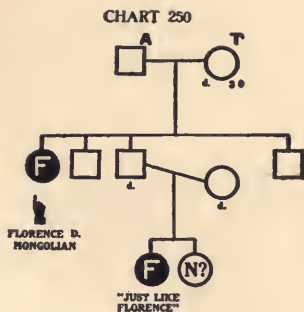 CHART 250
A T
d. 30
F
d.
d.
FLORENCE D.
MONGOLIAN
F N?
"JUST LIKE
FLORENCE"